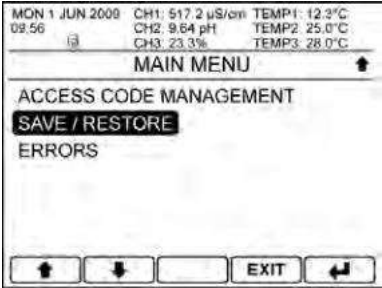 MON 1 JUN 2009 CH1: 517.2 µS/cm TEMP1: 12.3°C
09:56 CH2: 9.64 pH TEMP2: 25.0°C
CH3: 23.3% TEMP3: 28.0°C
MAIN MENU
ACCESS CODE MANAGEMENT
SAVE / RESTORE
ERRORS
EXIT